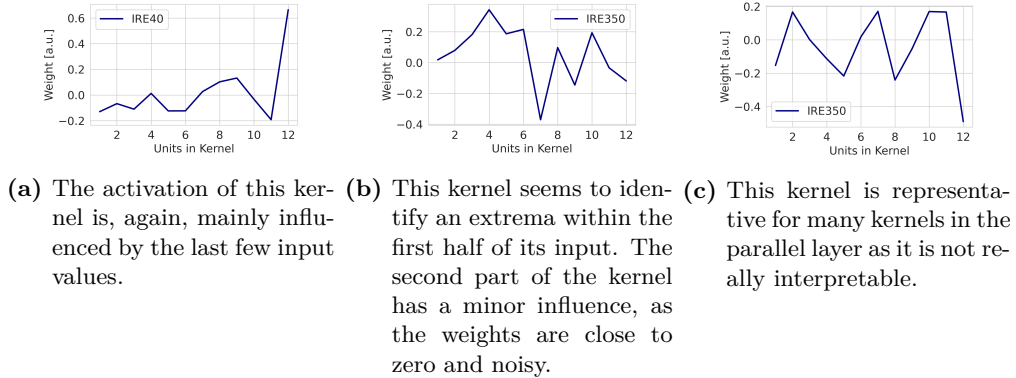 IRE40
Weight [a.u.]
0.6
0.4
0.2
0.0
−0.2
2 4 6 8 10 12
Units in Kernel
IRE350
Weight [a.u.]
0.2
0.0
−0.2
−0.4
2 4 6 8 10 12
Units in Kernel
IRE350
Weight [a.u.]
0.2
0.0
−0.2
−0.4
2 4 6 8 10 12
Units in Kernel
(a) The activation of this ker-
nel is, again, mainly influ-
enced by the last few input
values.
(b) This kernel seems to iden-
tify an extrema within the
first half of its input. The
second part of the kernel
has a minor influence, as
the weights are close to
zero and noisy.
(c) This kernel is representa-
tive for many kernels in the
parallel layer as it is not re-
ally interpretable.